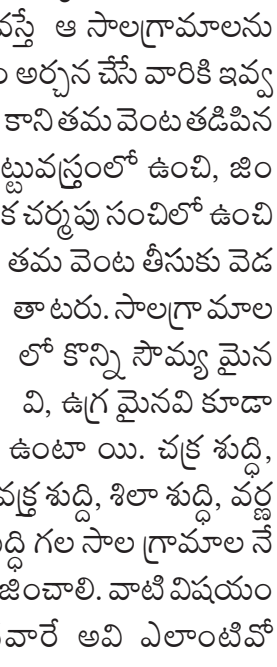 వస్తే ఆ సాలగ్రామాలను
అర్చన చేసే వారికి ఇవ్వ
కాని తమ వెంట తడిపిన
ట్టువస్త్రంలో ఉంచి, జిం
క చర్మపు సంచిలో ఉంచి
తమ వెంట తీసుకు వెడ
తా టరు. సాలగ్రా మాల
లో కొన్ని సౌమ్య మైన
వి, ఉగ్ర మైనవి కూడా
ఉంటా యి. చక్ర శుద్ధి,
వక్త్ర శుద్ది, శిలా శుద్ధి, వర్ణ
ద్ధి గల సాల గ్రామాల నే
జించాలి. వాటి విషయం
వారే అవి ఎలాంటివో